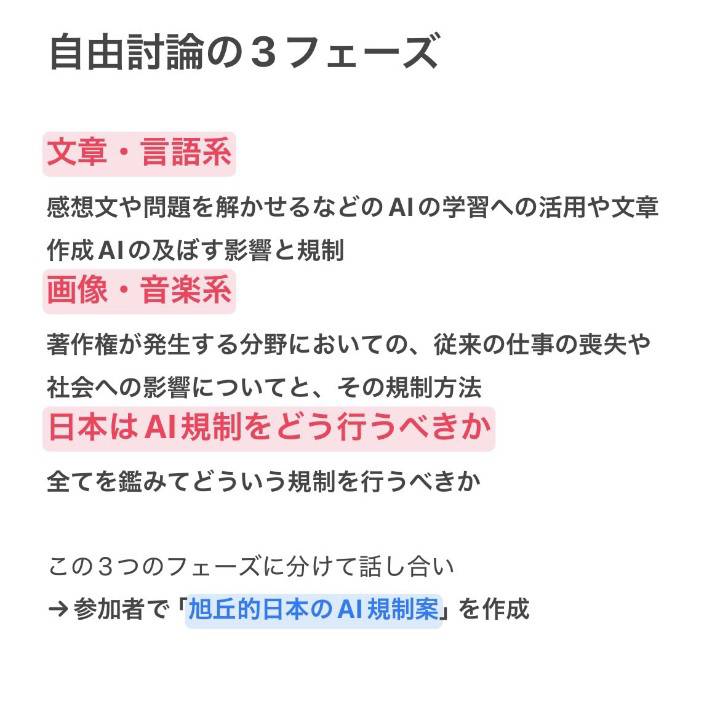 自由討論の3フェーズ
文章・言語系
感想文や問題を解かせるなどのAIの学習への活用や文章
作成AIの及ぼす影響と規制
画像・音楽系
著作権が発生する分野においての、従来の仕事の喪失や
社会への影響についてと、その規制方法
日本はAI規制をどう行うべきか
全てを鑑みてどういう規制を行うべきか
この3つのフェーズに分けて話し合い
→参加者で「旭丘的日本のAI規制案」を作成